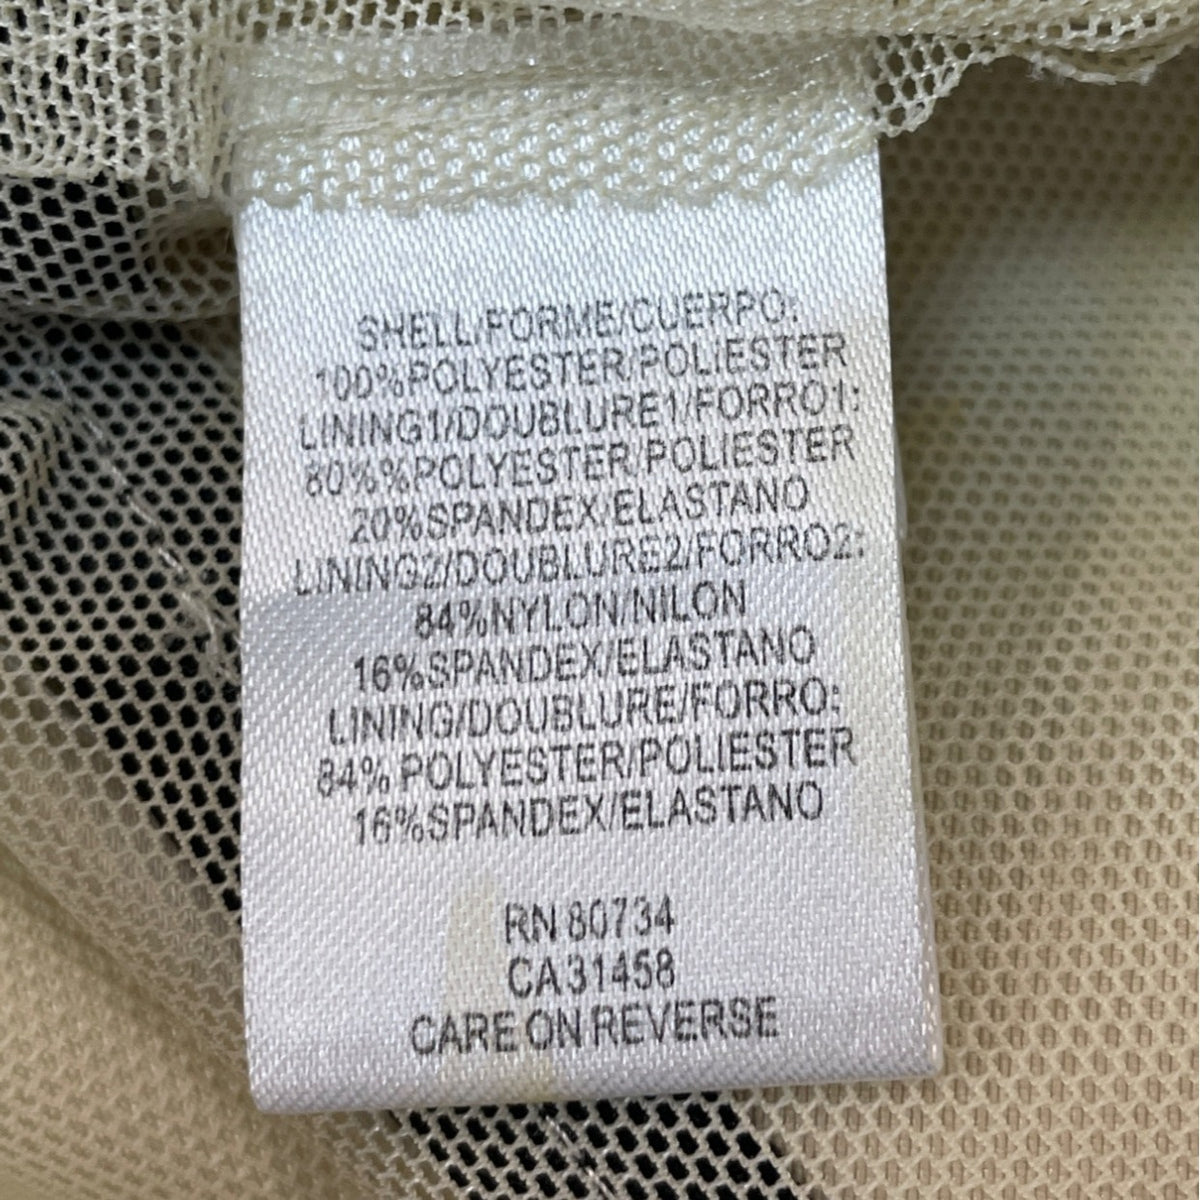 SHELL/FORME/CUERPO:
100%POLYESTER/POLIESTER
LINING1/DOUBLURE1/FORRO1:
80%%POLYESTER/POLIESTER
20%SPANDEX/ELASTANO
LINING2/DOUBLURE2/FORRO2:
84%NYLON/NILON
16%SPANDEX/ELASTANO
LINING/DOUBLURE/FORRO:
84% POLYESTER/POLIESTER
16%SPANDEX/ELASTANO
RN 80734
CA 31458
CARE ON REVERSE